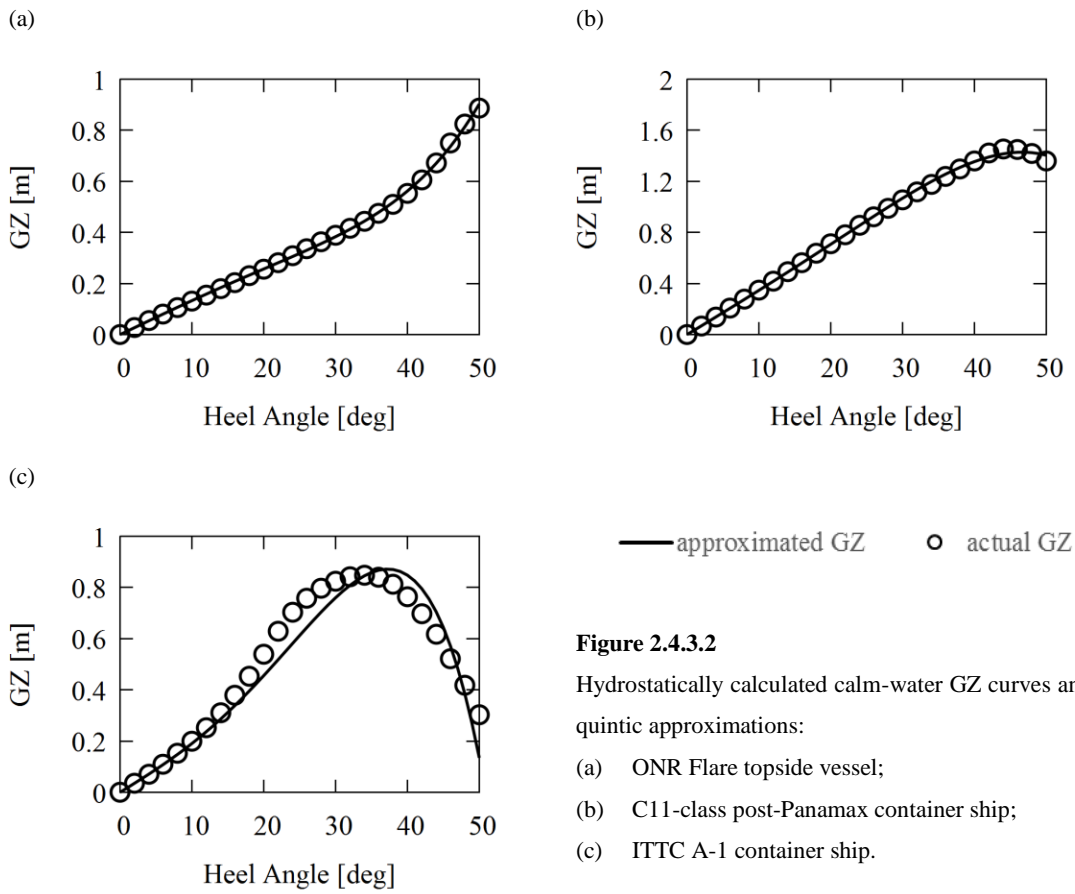 (a)
(b)
1
0.8
0.6
0.4
0.2
0
GZ [m]
0 10 20 30 40 50
Heel Angle [deg]
2
1.6
1.2
0.8
0.4
0
GZ [m]
0 10 20 30 40 50
Heel Angle [deg]
(c)
1
0.8
0.6
0.4
0.2
0
GZ [m]
0 10 20 30 40 50
Heel Angle [deg]
approximated GZ actual GZ
Figure 2.4.3.2
Hydrostatically calculated calm-water GZ curves an
quintic approximations:
(a) ONR Flare topside vessel;
(b) C11-class post-Panamax container ship;
(c) ITTC A-1 container ship.